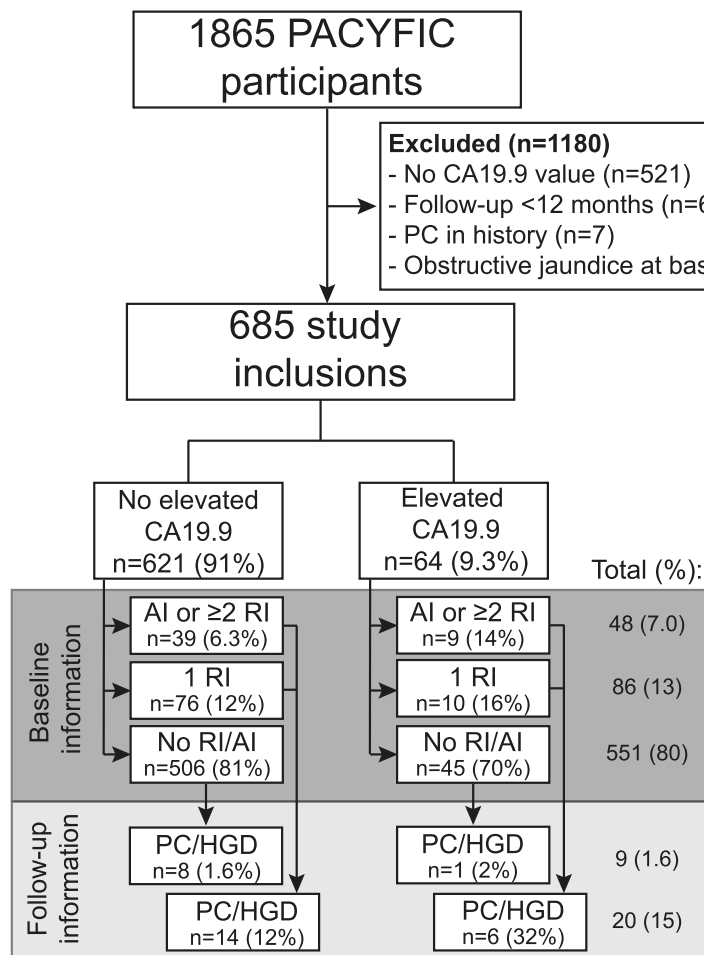 1865 PACYFIC
participants
Excluded (n=1180)
- No CA19.9 value (n=521)
- Follow-up <12 months (n=6
- PC in history (n=7)
- Obstructive jaundice at bas
685 study
inclusions
No elevated
CA19.9
n=621 (91%)
Elevated
CA19.9
n=64 (9.3%)
Total (%):
Baseline
information
AI or ≥2 RI
n=39 (6.3%)
AI or ≥2 RI
n=9 (14%)
48 (7.0)
1 RI
n=76 (12%)
1 RI
n=10 (16%)
86 (13)
No RI/AI
n=506 (81%)
No RI/AI
n=45 (70%)
551 (80)
Follow-up
information
PC/HGD
n=8 (1.6%)
PC/HGD
n=1 (2%)
9 (1.6)
PC/HGD
n=14 (12%)
PC/HGD
n=6 (32%)
20 (15)